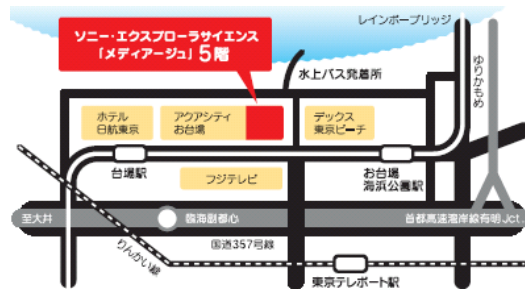 レインボーブリッジ
ソニー・エクスプローラサイエンス
「メディアージュ」5階
水上バス発着所
ゆりかもめ
ホテル
日航東京
アクアシティ
お台場
デックス
東京ビーチ
台場駅
フジテレビ
お台場
海浜公園駅
至大井
臨海副都心
首都高速湾岸線有明Jct.
国道357号線
りんかい線
東京テレポート駅